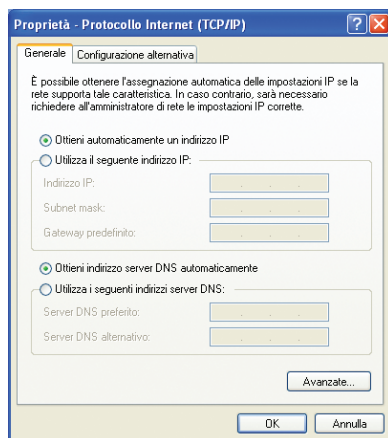 Proprietà - Protocollo Internet (TCP/IP)
Generale
Configurazione alternativa
È possibile ottenere l'assegnazione automatica delle impostazioni IP se la
rete supporta tale caratteristica. In caso contrario, sarà necessario
richiedere all'amministratore di rete le impostazioni IP corrette.
Ottieni automaticamente un indirizzo IP
Utilizza il seguente indirizzo IP:
Indirizzo IP:
Subnet mask:
Gateway predefinito:
Ottieni indirizzo server DNS automaticamente
Utilizza i seguenti indirizzi server DNS:
Server DNS preferito:
Server DNS alternativo:
Avanzate...
OK
Annulla